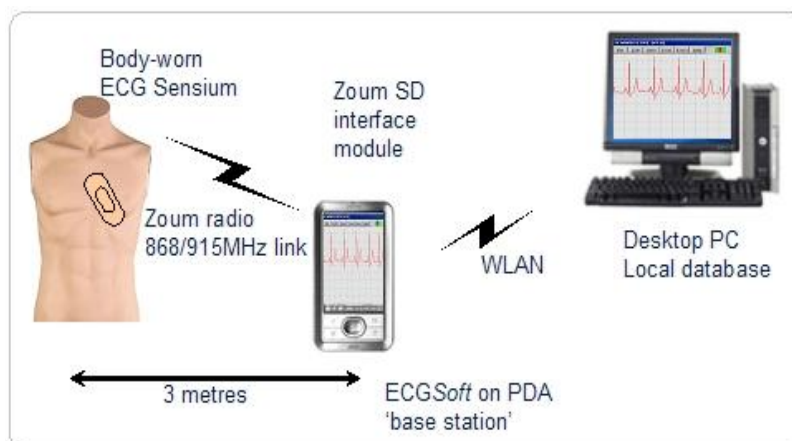 Body-worn
ECG Sensium
Zoum SD
interface
module
Zoum radio
868/915MHz link
WLAN
Desktop PC
Local database
3 metres
ECGSoft on PDA
‘base station’